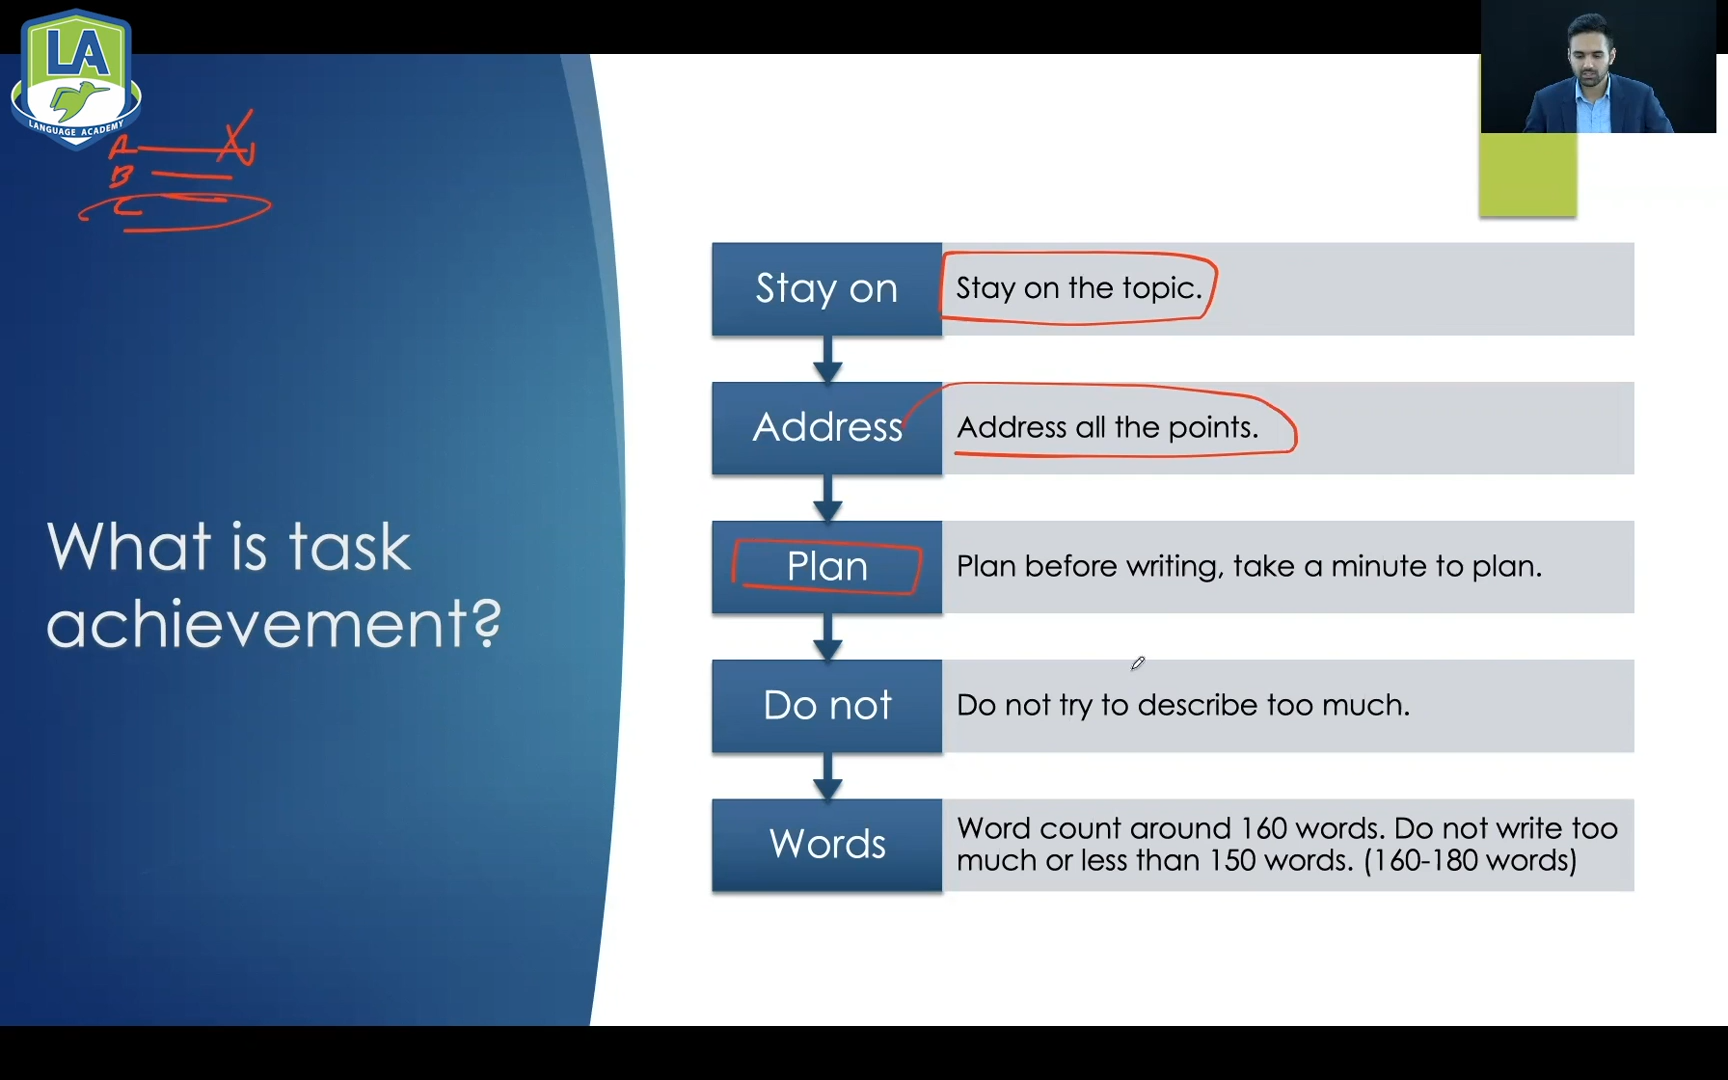 LA
LANGUAGE ACADEMY
A
B
C
What is task
achievement?
Stay on
Stay on the topic.
Address
Address all the points.
Plan
Plan before writing, take a minute to plan.
Do not
Do not try to describe too much.
Words
Word count around 160 words. Do not write too
much or less than 150 words. (160-180 words)